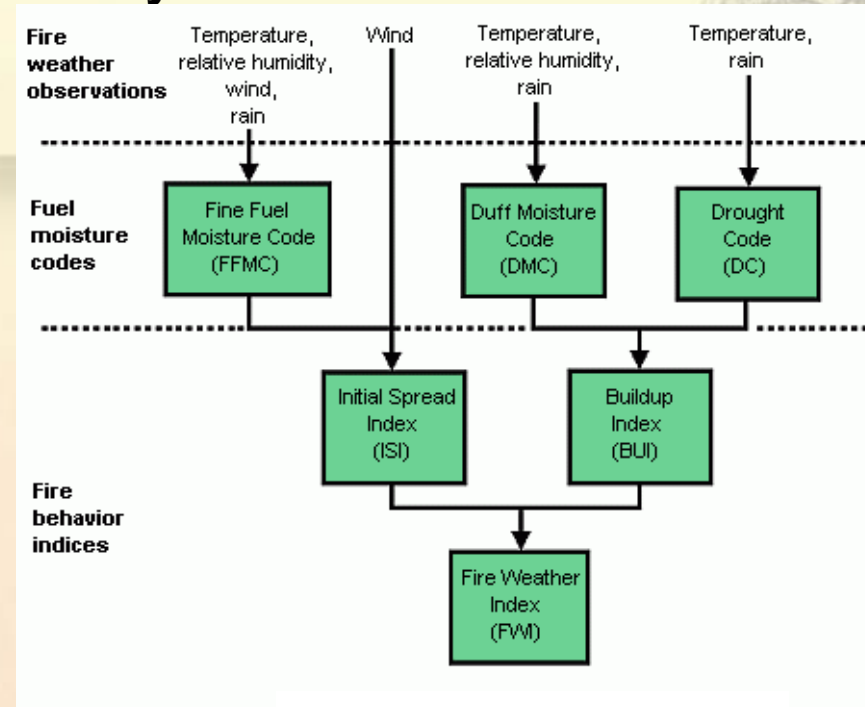 Fire
weather
observations
Temperature,
relative humidity,
wind,
rain
Wind
Temperature,
relative humidity,
rain
Temperature,
rain
Fuel
moisture
codes
Fine Fuel
Moisture Code
(FFMC)
Duff Moisture
Code
(DMC)
Drought
Code
(DC)
Initial Spread
Index
(ISI)
Buildup
Index
(BUI)
Fire
behavior
indices
Fire Weather
Index
(FWI)